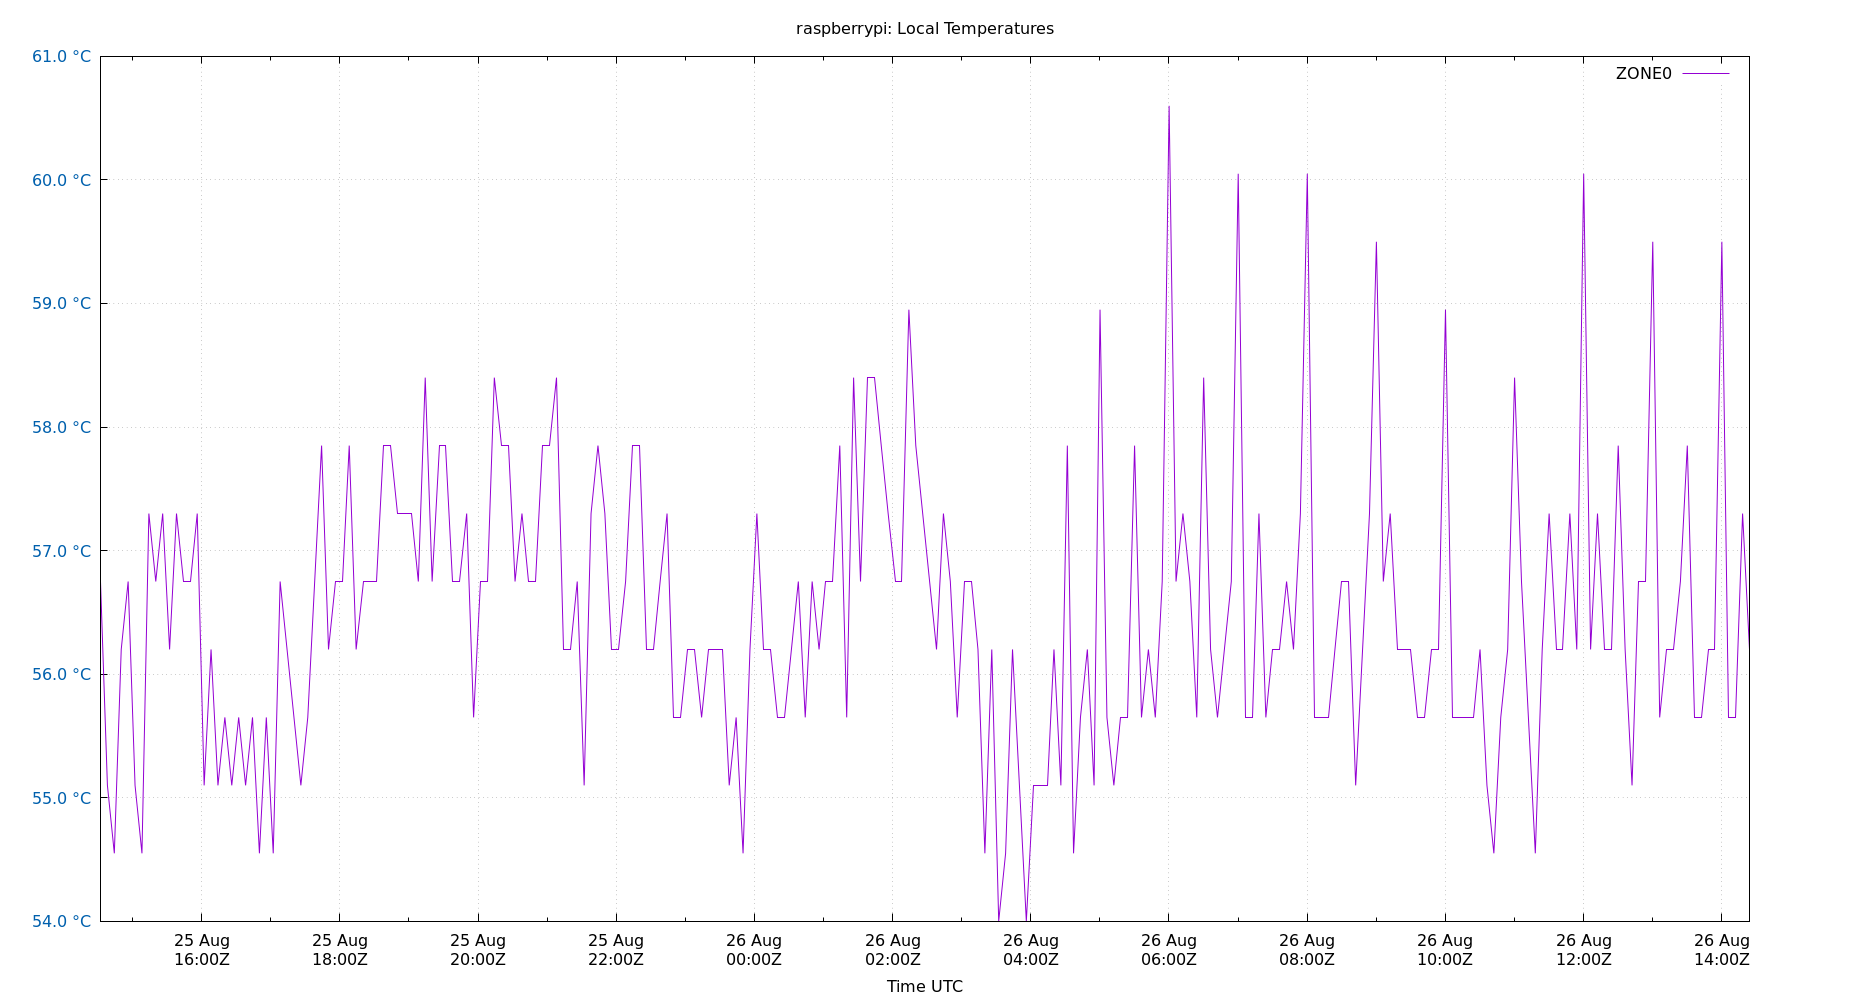 raspberrypi: Local Temperatures
61.0 °C
ZONE0
60.0 °C
59.0 °C
58.0 °C
57.0 °C
56.0 °C
55.0 °C
54.0 °C
25 Aug 25 Aug 25 Aug 25 Aug 26 Aug 26 Aug 26 Aug 26 Aug 26 Aug 26 Aug 26 Aug 26 Aug
16:00Z 18:00Z 20:00Z 22:00Z 00:00Z 02:00Z 04:00Z 06:00Z 08:00Z 10:00Z 12:00Z 14:00Z
Time UTC